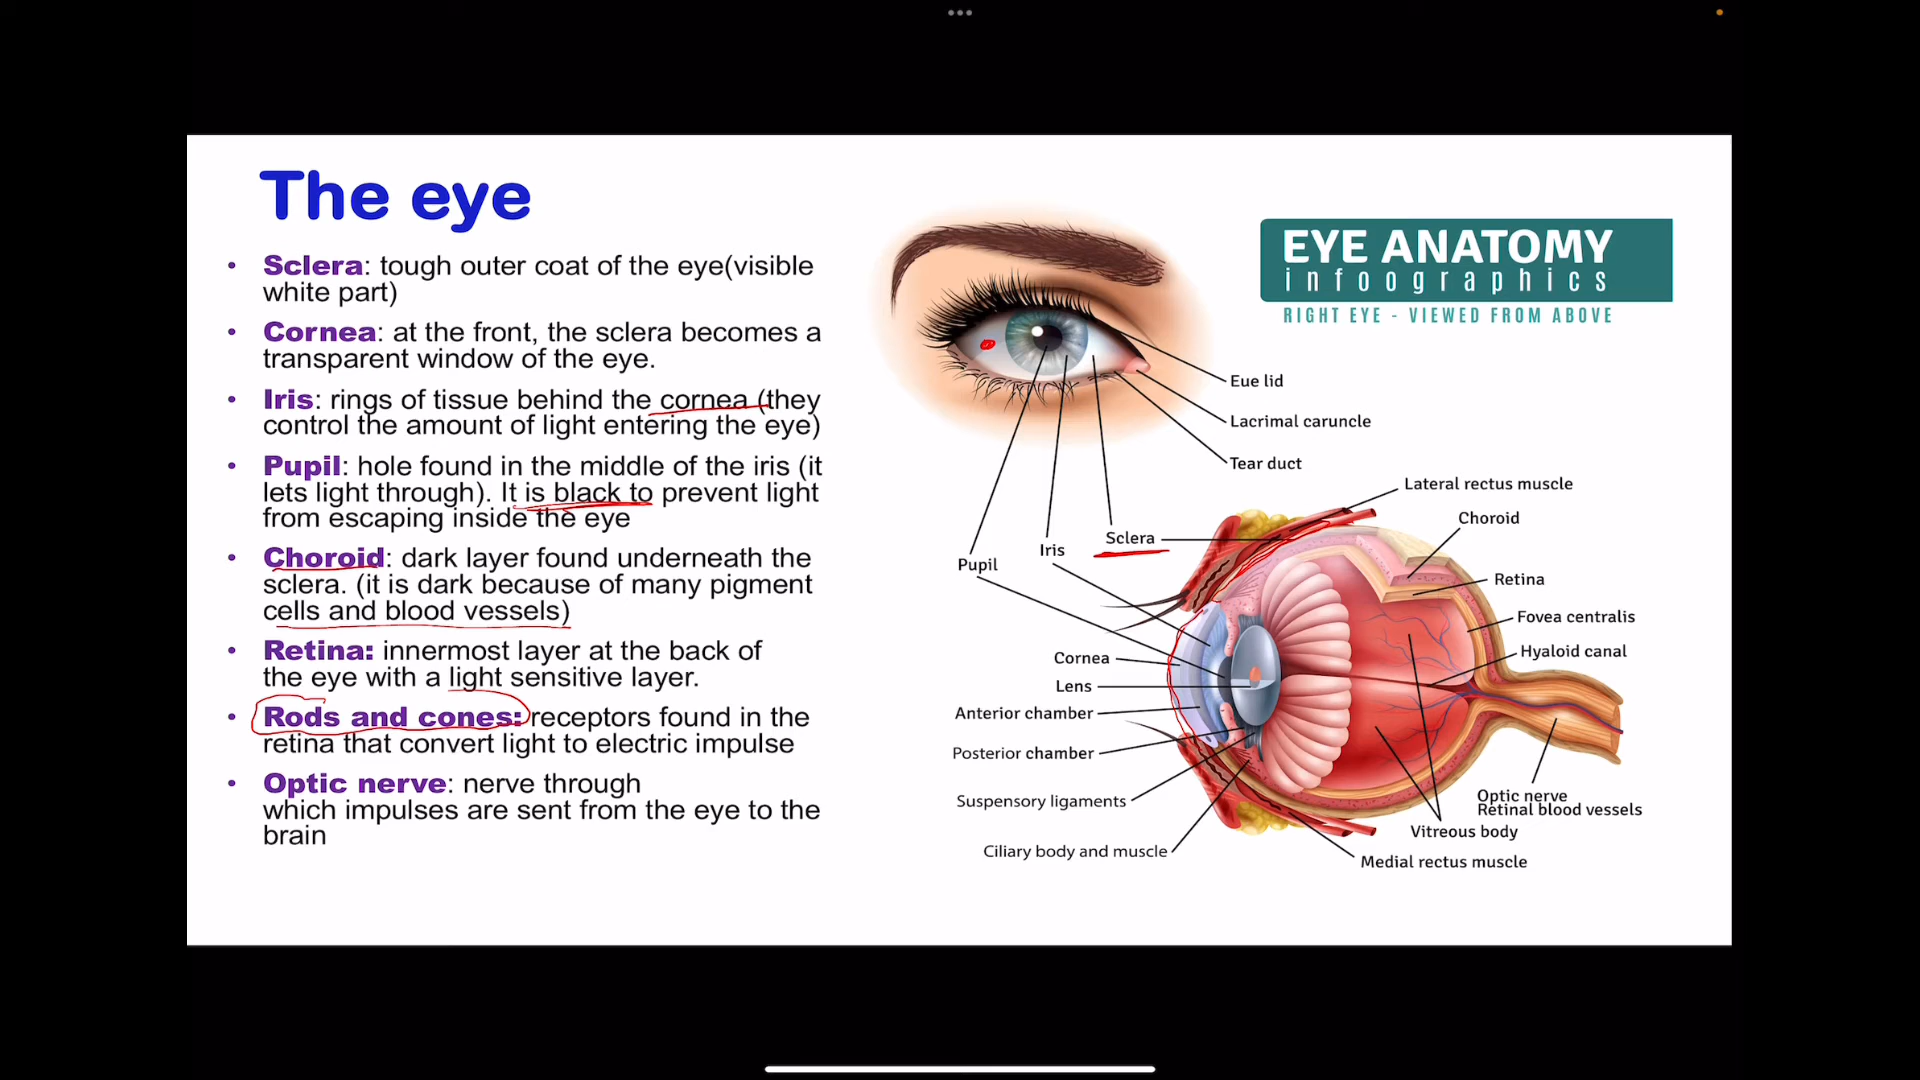 The eye
• Sclera: tough outer coat of the eye(visible
white part)
• Cornea: at the front, the sclera becomes a
transparent window of the eye.
• Iris: rings of tissue behind the cornea (they
control the amount of light entering the eye)
• Pupil: hole found in the middle of the iris (it
lets light through). It is black to prevent light
from escaping inside the eye
• Choroid: dark layer found underneath the
sclera. (it is dark because of many pigment
cells and blood vessels)
• Retina: innermost layer at the back of
the eye with a light sensitive layer.
• Rods and cones: receptors found in the
retina that convert light to electric impulse
• Optic nerve: nerve through
which impulses are sent from the eye to the
brain
EYE ANATOMY
infoographics
RIGHT EYE - VIEWED FROM ABOVE
Eue lid
Lacrimal caruncle
Tear duct
Lateral rectus muscle
Choroid
Sclera
Iris
Pupil
Retina
Fovea centralis
Hyaloid canal
Cornea
Lens
Anterior chamber
Posterior chamber
Suspensory ligaments
Ciliary body and muscle
Optic nerve
Retinal blood vessels
Vitreous body
Medial rectus muscle